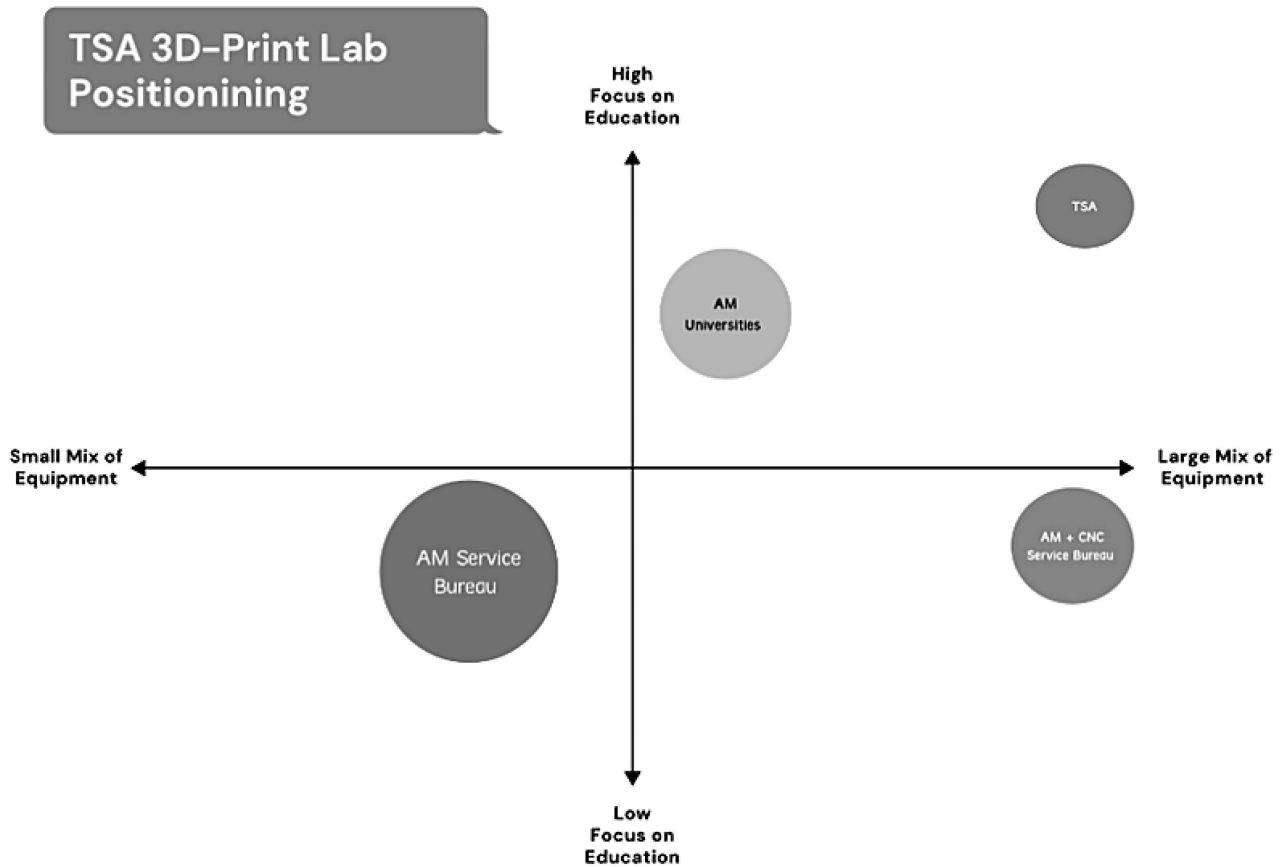 TSA 3D-Print Lab
Positionining
High
Focus on
Education
TSA
AM
Universities
Small Mix of
Equipment
Large Mix of
Equipment
AM Service
Bureau
AM + CNC
Service Bureau
Low
Focus on
Education